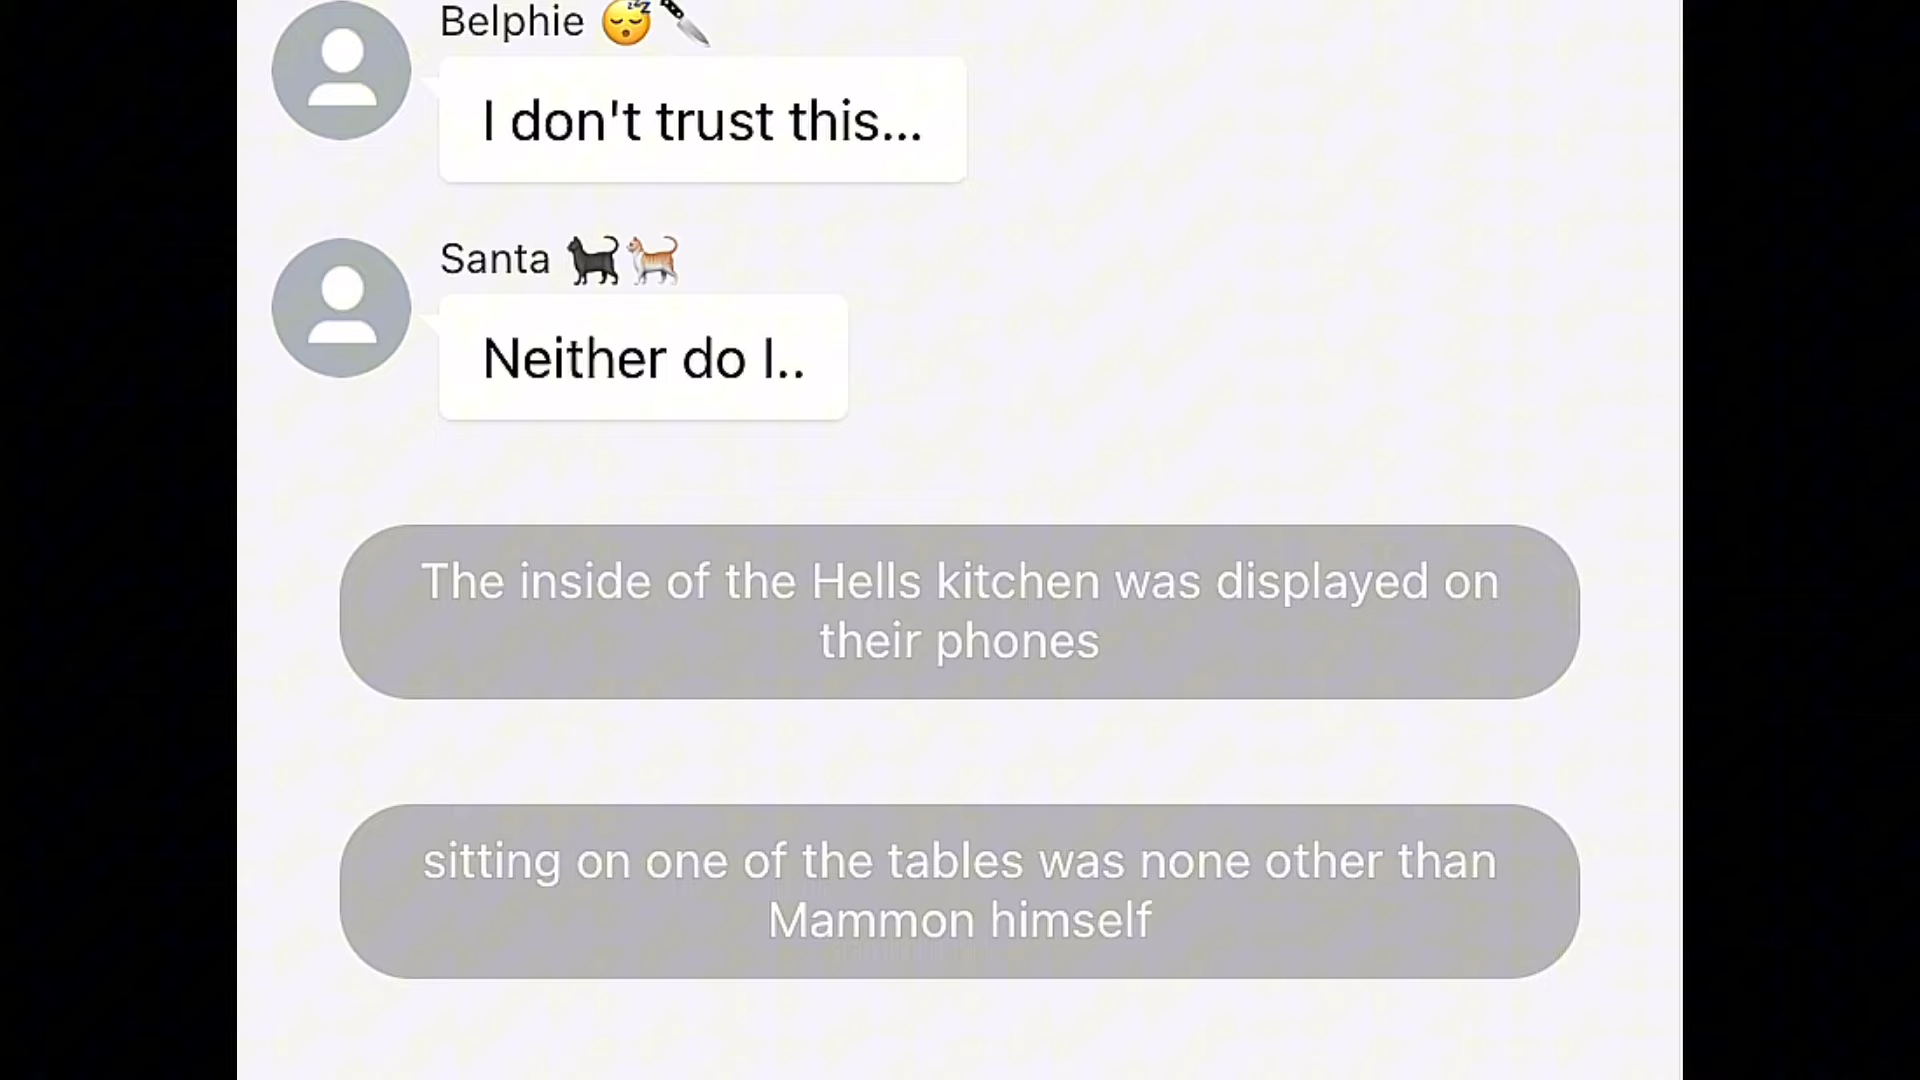 Belphie 😴🔪
I don't trust this...
Santa 🐈‍⬛🐈
Neither do I..
The inside of the Hells kitchen was displayed on
their phones
sitting on one of the tables was none other than
Mammon himself